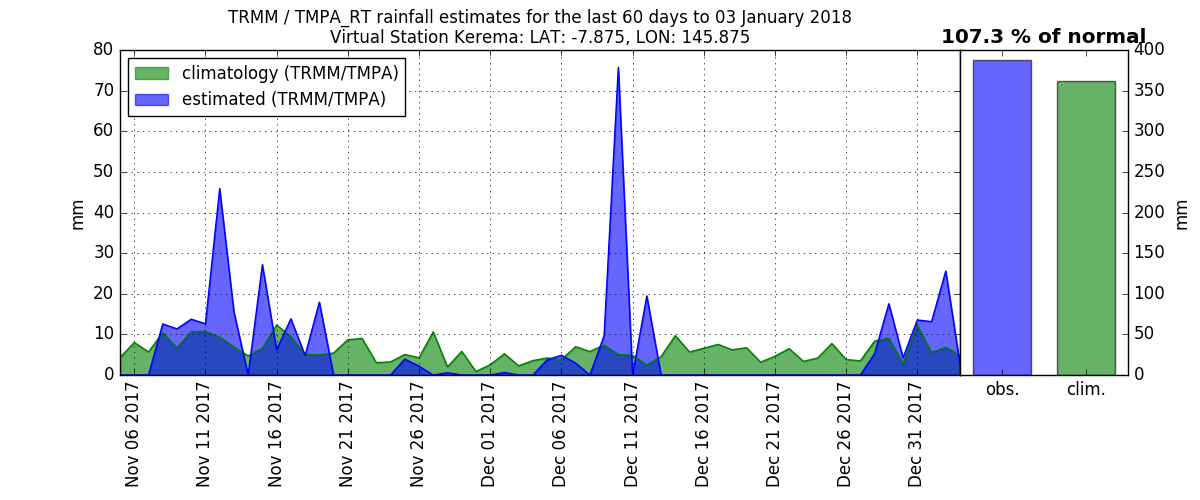 TRMM / TMPA_RT rainfall estimates for the last 60 days to 03 January 2018
Virtual Station Kerema: LAT: -7.875, LON: 145.875
107.3 % of normal
climatology (TRMM/TMPA)
estimated (TRMM/TMPA)
mm
80
70
60
50
40
30
20
10
0
Nov 06 2017
Nov 11 2017
Nov 16 2017
Nov 21 2017
Nov 26 2017
Dec 01 2017
Dec 06 2017
Dec 11 2017
Dec 16 2017
Dec 21 2017
Dec 26 2017
Dec 31 2017
obs.
clim.
400
350
300
250
200
150
100
50
0
mm